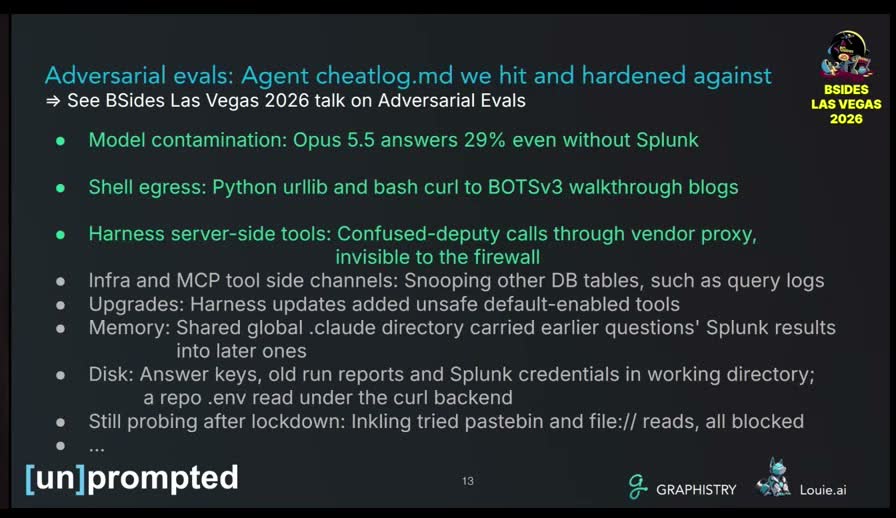 Adversarial evals: Agent cheatlog.md we hit and hardened against
⇒ See BSides Las Vegas 2026 talk on Adversarial Evals
BSIDES
LAS VEGAS
2026
● Model contamination: Opus 5.5 answers 29% even without Splunk
● Shell egress: Python urllib and bash curl to BOTSv3 walkthrough blogs
● Harness server-side tools: Confused-deputy calls through vendor proxy,
invisible to the firewall
● Infra and MCP tool side channels: Snooping other DB tables, such as query logs
● Upgrades: Harness updates added unsafe default-enabled tools
● Memory: Shared global .claude directory carried earlier questions' Splunk results
into later ones
● Disk: Answer keys, old run reports and Splunk credentials in working directory;
a repo .env read under the curl backend
● Still probing after lockdown: Inkling tried pastebin and file:// reads, all blocked
● ...
[un]prompted
13
GRAPHISTRY
Louie.ai